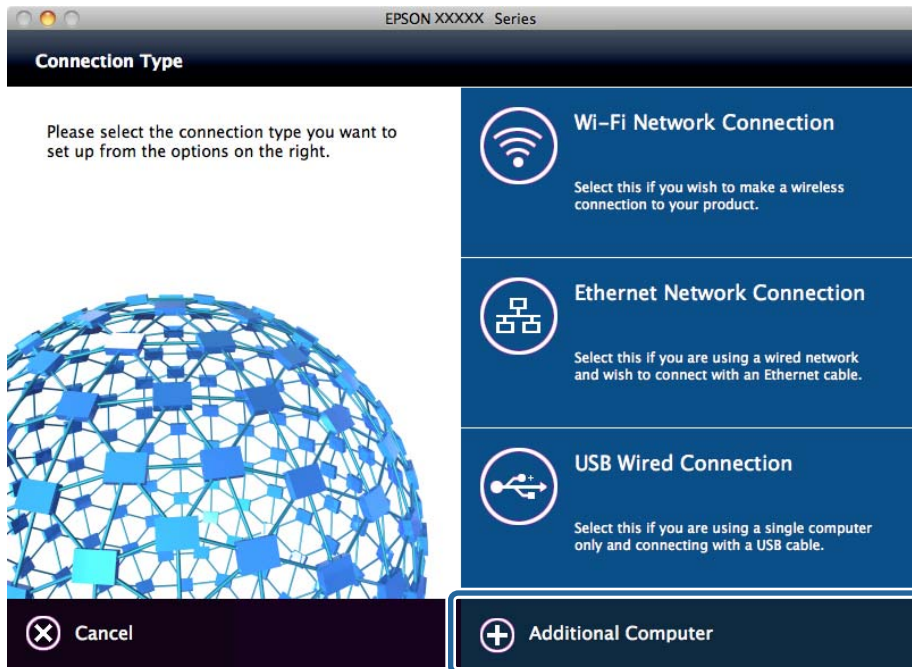 EPSON XXXXX Series
Connection Type
Please select the connection type you want to
set up from the options on the right.
Wi-Fi Network Connection
Select this if you wish to make a wireless
connection to your product.
Ethernet Network Connection
Select this if you are using a wired network
and wish to connect with an Ethernet cable.
USB Wired Connection
Select this if you are using a single computer
only and connecting with a USB cable.
Cancel
Additional Computer